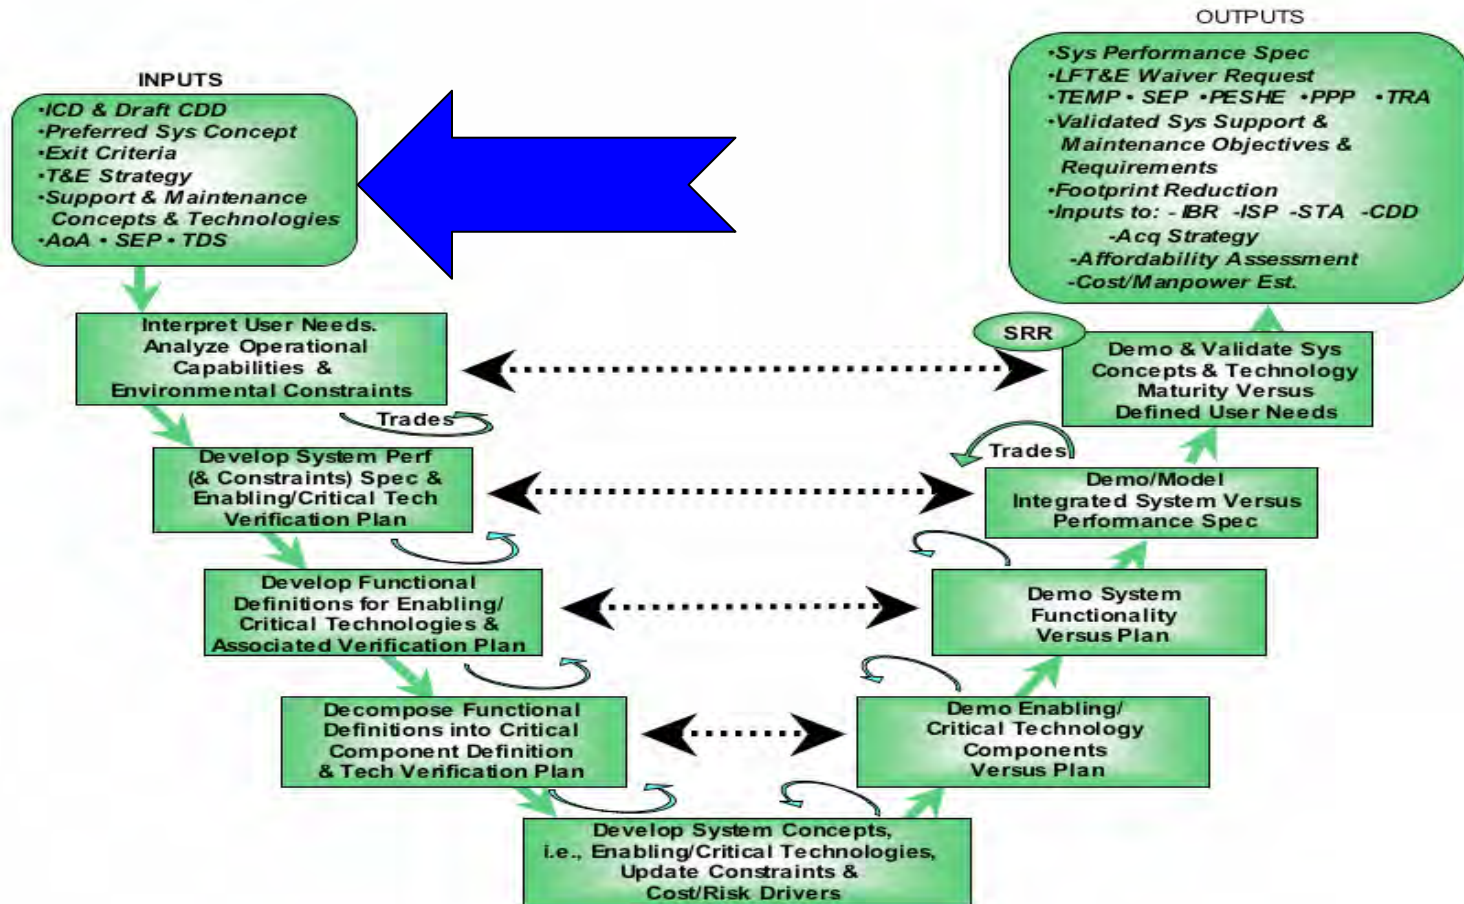 INPUTS
•ICD & Draft CDD
•Preferred Sys Concept
•Exit Criteria
•T&E Strategy
•Support & Maintenance
Concepts & Technologies
•AoA • SEP • TDS
Interpret User Needs.
Analyze Operational
Capabilities &
Environmental Constraints
Trades
Develop System Perf
(& Constraints) Spec &
Enabling/Critical Tech
Verification Plan
Develop Functional
Definitions for Enabling/
Critical Technologies &
Associated Verification Plan
Decompose Functional
Definitions into Critical
Component Definition
& Tech Verification Plan
Develop System Concepts,
i.e., Enabling/Critical Technologies,
Update Constraints &
Cost/Risk Drivers
Demo Enabling/
Critical Technology
Components
Versus Plan
Demo System
Functionality
Versus Plan
Demo/Model
Integrated System Versus
Performance Spec
Trades
Demo & Validate Sys
Concepts & Technology
Maturity Versus
Defined User Needs
SRR
OUTPUTS
•Sys Performance Spec
•LFT&E Waiver Request
•TEMP • SEP •PESHE •PPP •TRA
•Validated Sys Support &
Maintenance Objectives &
Requirements
•Footprint Reduction
•Inputs to: - IBR -ISP -STA -CDD
-Acq Strategy
-Affordability Assessment
-Cost/Manpower Est.